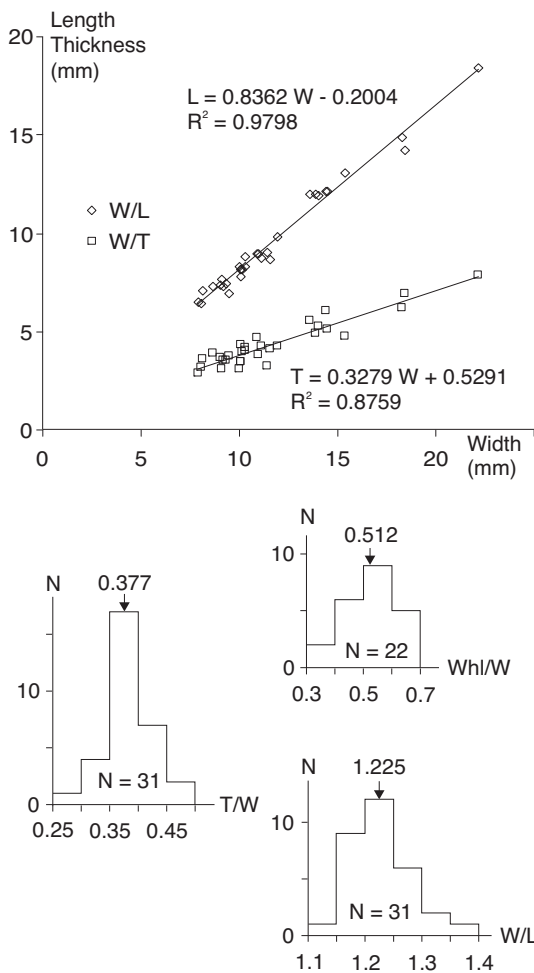 Length
Thickness
(mm)
20
15
10
5
0
L = 0.8362 W - 0.2004
R² = 0.9798
W/L
W/T
T = 0.3279 W + 0.5291
R² = 0.8759
0 5 10 15 20
Width
(mm)
N
0.377
10
0
N = 31
T/W
0.25 0.35 0.45
N
0.512
10
0
N = 22
Whl/W
0.3 0.5 0.7
N
1.225
10
0
N = 31
W/L
1.1 1.2 1.3 1.4